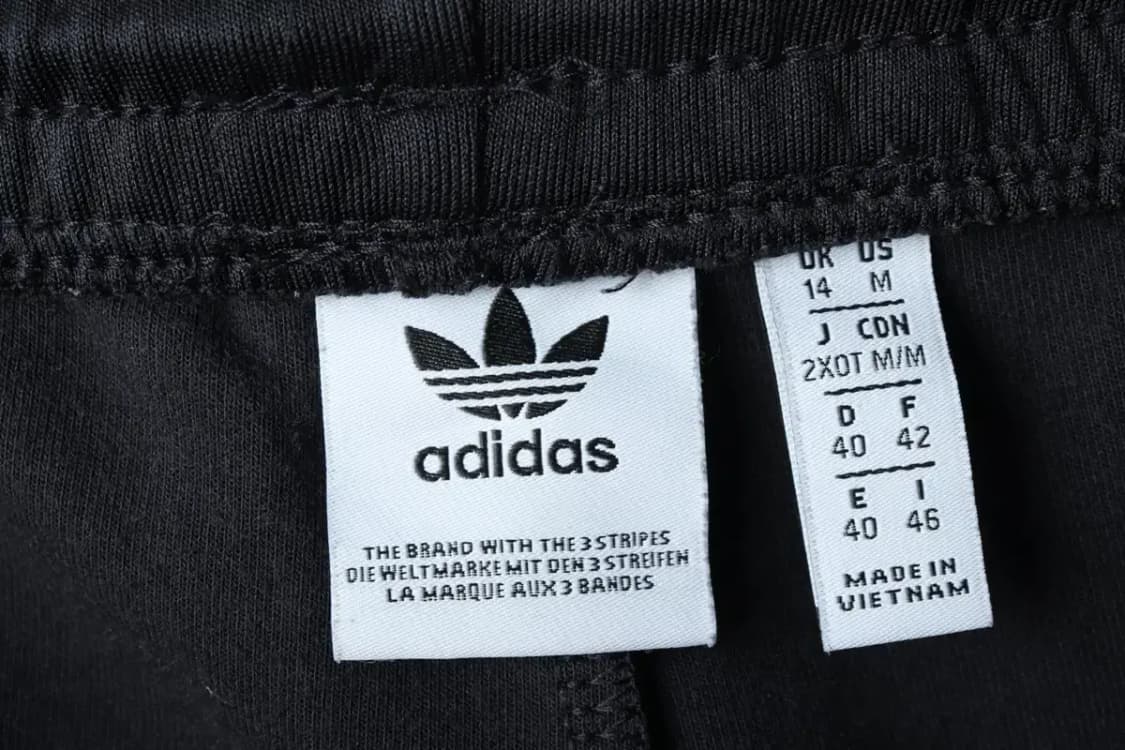 adidas
THE BRAND WITH THE 3 STRIPES
DIE WELTMARKE MIT DEN 3 STREIFEN
LA MARQUE AUX 3 BANDES
UK US
14 M
J CDN
2XOT M/M
D F
40 42
E I
40 46
MADE IN
VIETNAM